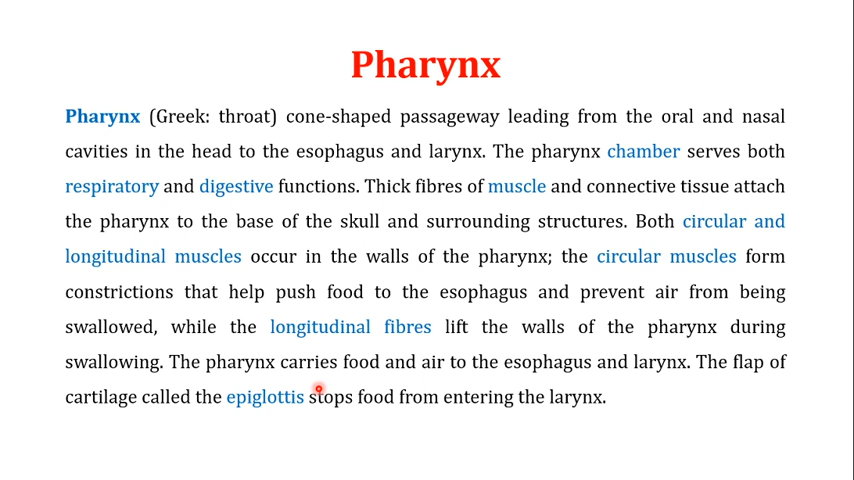 Pharynx
Pharynx (Greek: throat) cone-shaped passageway leading from the oral and nasal
cavities in the head to the esophagus and larynx. The pharynx chamber serves both
respiratory and digestive functions. Thick fibres of muscle and connective tissue attach
the pharynx to the base of the skull and surrounding structures. Both circular and
longitudinal muscles occur in the walls of the pharynx; the circular muscles form
constrictions that help push food to the esophagus and prevent air from being
swallowed, while the longitudinal fibres lift the walls of the pharynx during
swallowing. The pharynx carries food and air to the esophagus and larynx. The flap of
cartilage called the epiglottis stops food from entering the larynx.